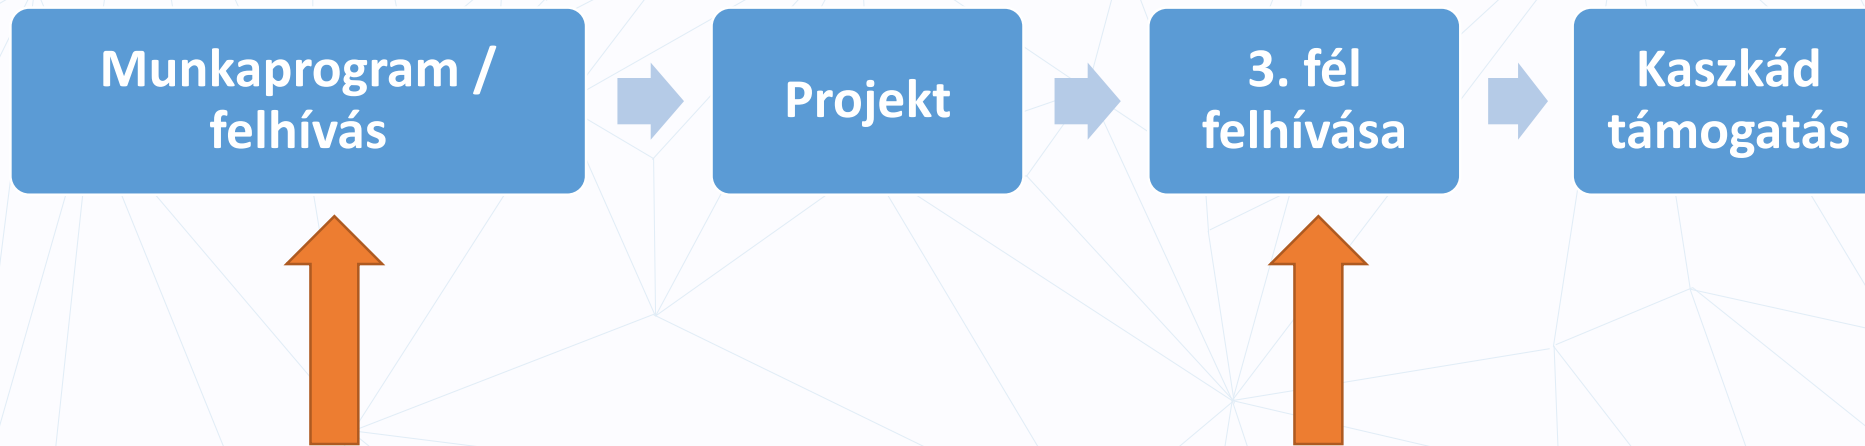 Munkaprogram /
felhívás
Projekt
3. fél
felhívása
Kaszkád
támogatás